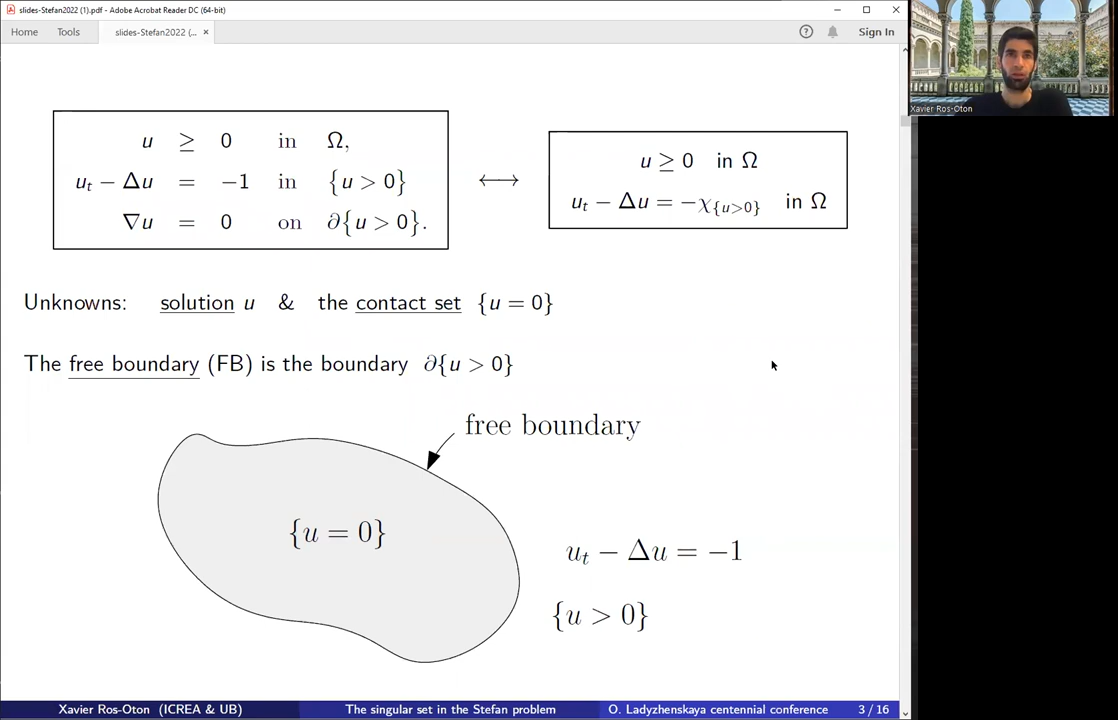 slides-Stefan2022 (1).pdf - Adobe Acrobat Reader DC (64-bit)
Home Tools slides-Stefan2022 (... × Sign In
Xavier Ros-Oton
u ≥ 0 in Ω,
u_t − Δu = −1 in {u > 0}
∇u = 0 on ∂{u > 0}.
⟷
u ≥ 0 in Ω
u_t − Δu = −χ_{u>0} in Ω
Unknowns: solution u & the contact set {u = 0}
The free boundary (FB) is the boundary ∂{u > 0}
free boundary
{u = 0}
u_t − Δu = −1
{u > 0}
Xavier Ros-Oton (ICREA & UB) The singular set in the Stefan problem O. Ladyzhenskaya centennial conference 3 / 16